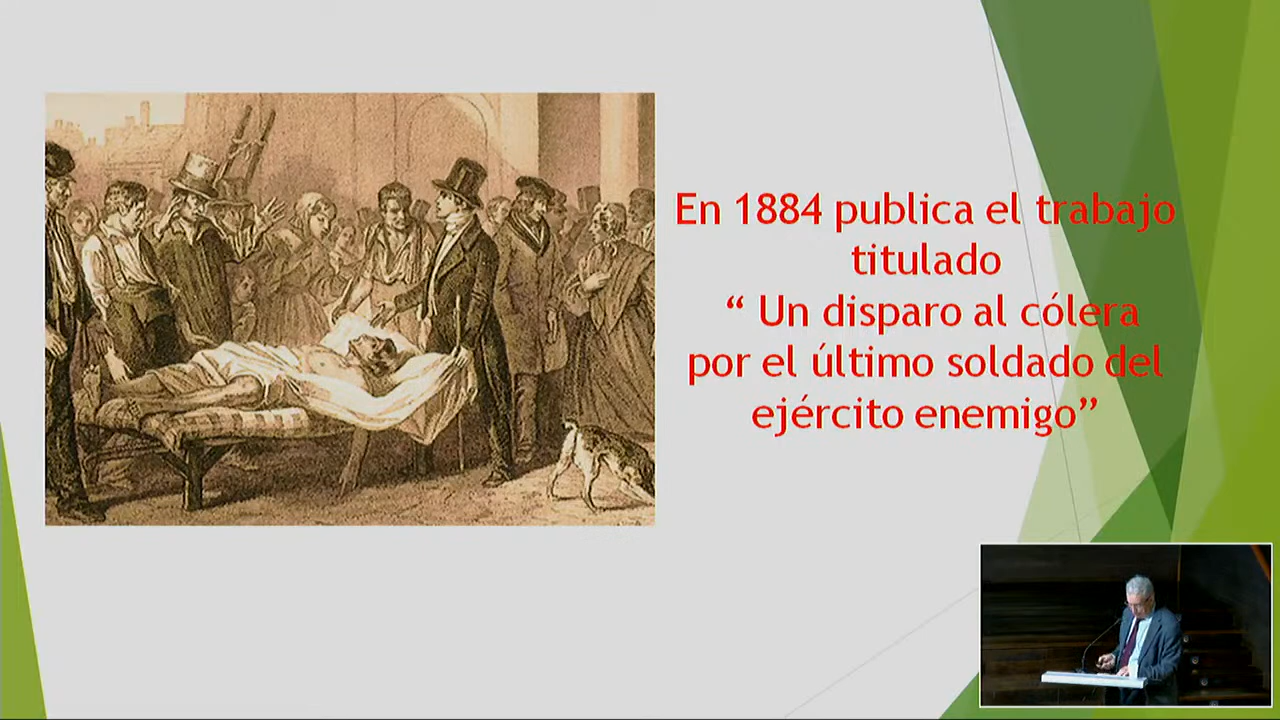 En 1884 publica el trabajo
titulado
“ Un disparo al cólera
por el último soldado del
ejército enemigo”